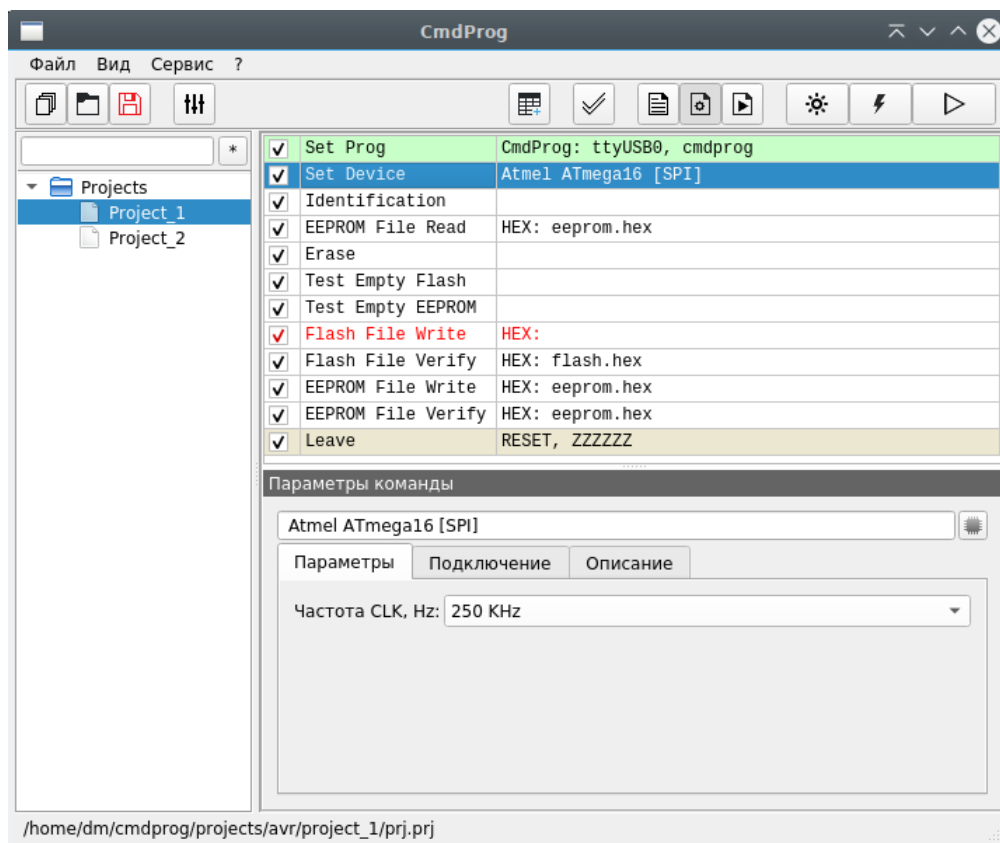 CmdProg
Файл Вид Сервис ?
*
Projects
Project_1
Project_2
Set Prog CmdProg: ttyUSB0, cmdprog
Set Device Atmel ATmega16 [SPI]
Identification
EEPROM File Read HEX: eeprom.hex
Erase
Test Empty Flash
Test Empty EEPROM
Flash File Write HEX:
Flash File Verify HEX: flash.hex
EEPROM File Write HEX: eeprom.hex
EEPROM File Verify HEX: eeprom.hex
Leave RESET, ZZZZZZ
Параметры команды
Atmel ATmega16 [SPI]
Параметры Подключение Описание
Частота CLK, Hz: 250 KHz
/home/dm/cmdprog/projects/avr/project_1/prj.prj